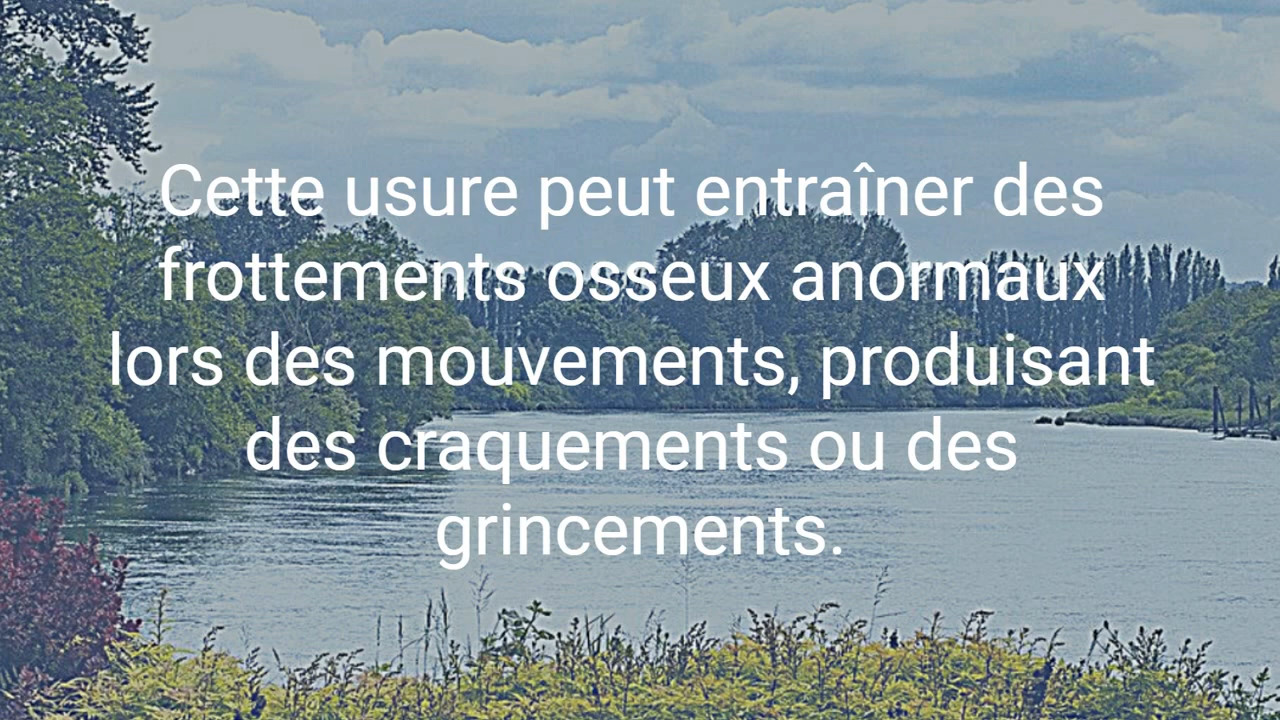 Cette usure peut entraîner des
frottements osseux anormaux
lors des mouvements, produisant
des craquements ou des
grincements.